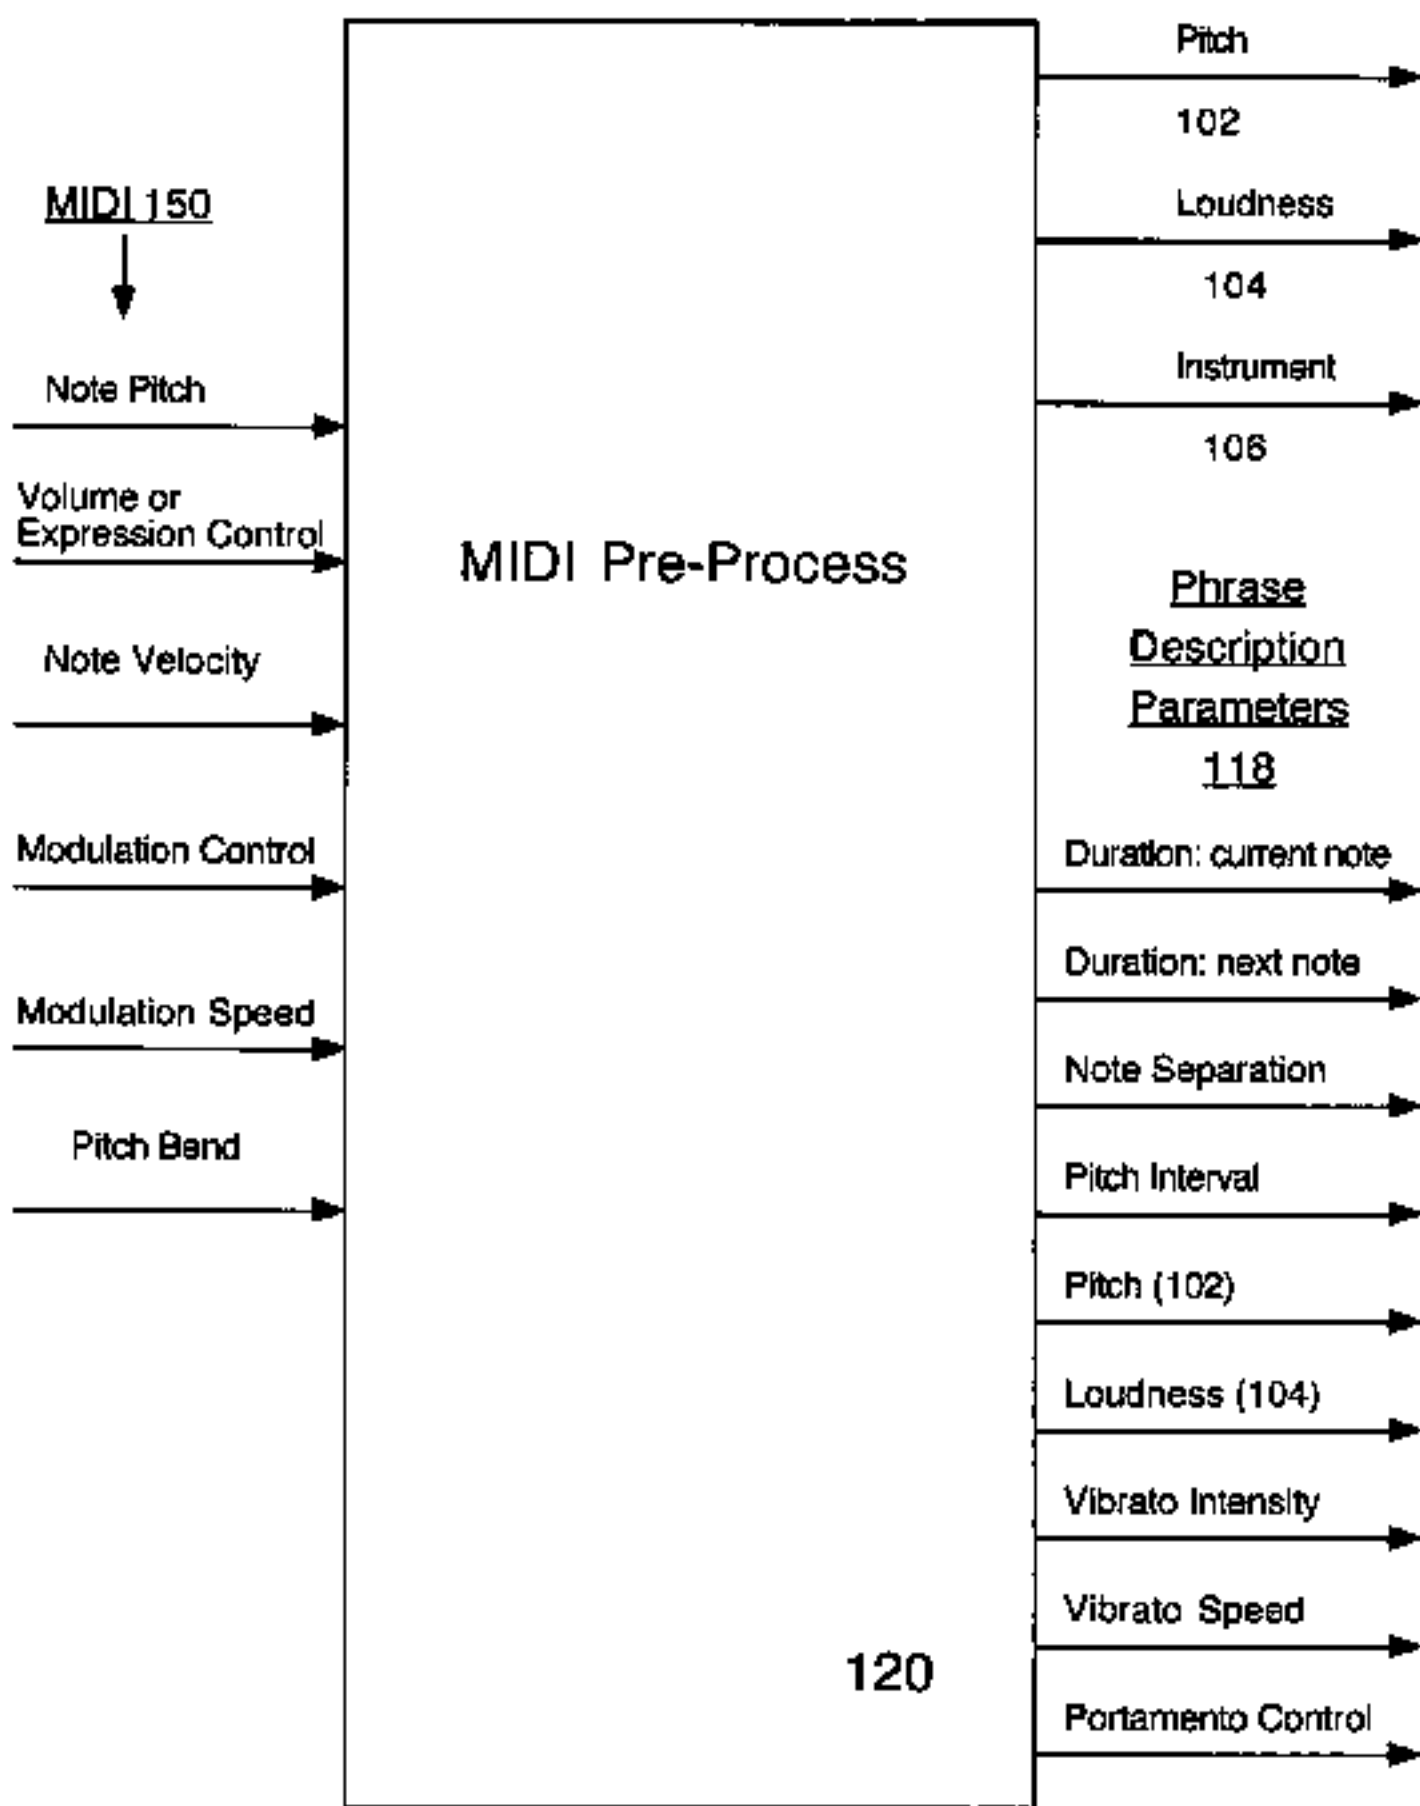 MIDI 150
Note Pitch
Volume or
Expression Control
Note Velocity
Modulation Control
Modulation Speed
Pitch Bend
MIDI Pre-Process
120
Pitch
102
Loudness
104
Instrument
106
Phrase
Description
Parameters
118
Duration: current note
Duration: next note
Note Separation
Pitch Interval
Pitch (102)
Loudness (104)
Vibrato Intensity
Vibrato Speed
Portamento Control